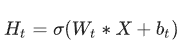 H_t = σ(W_t * X + b_t)